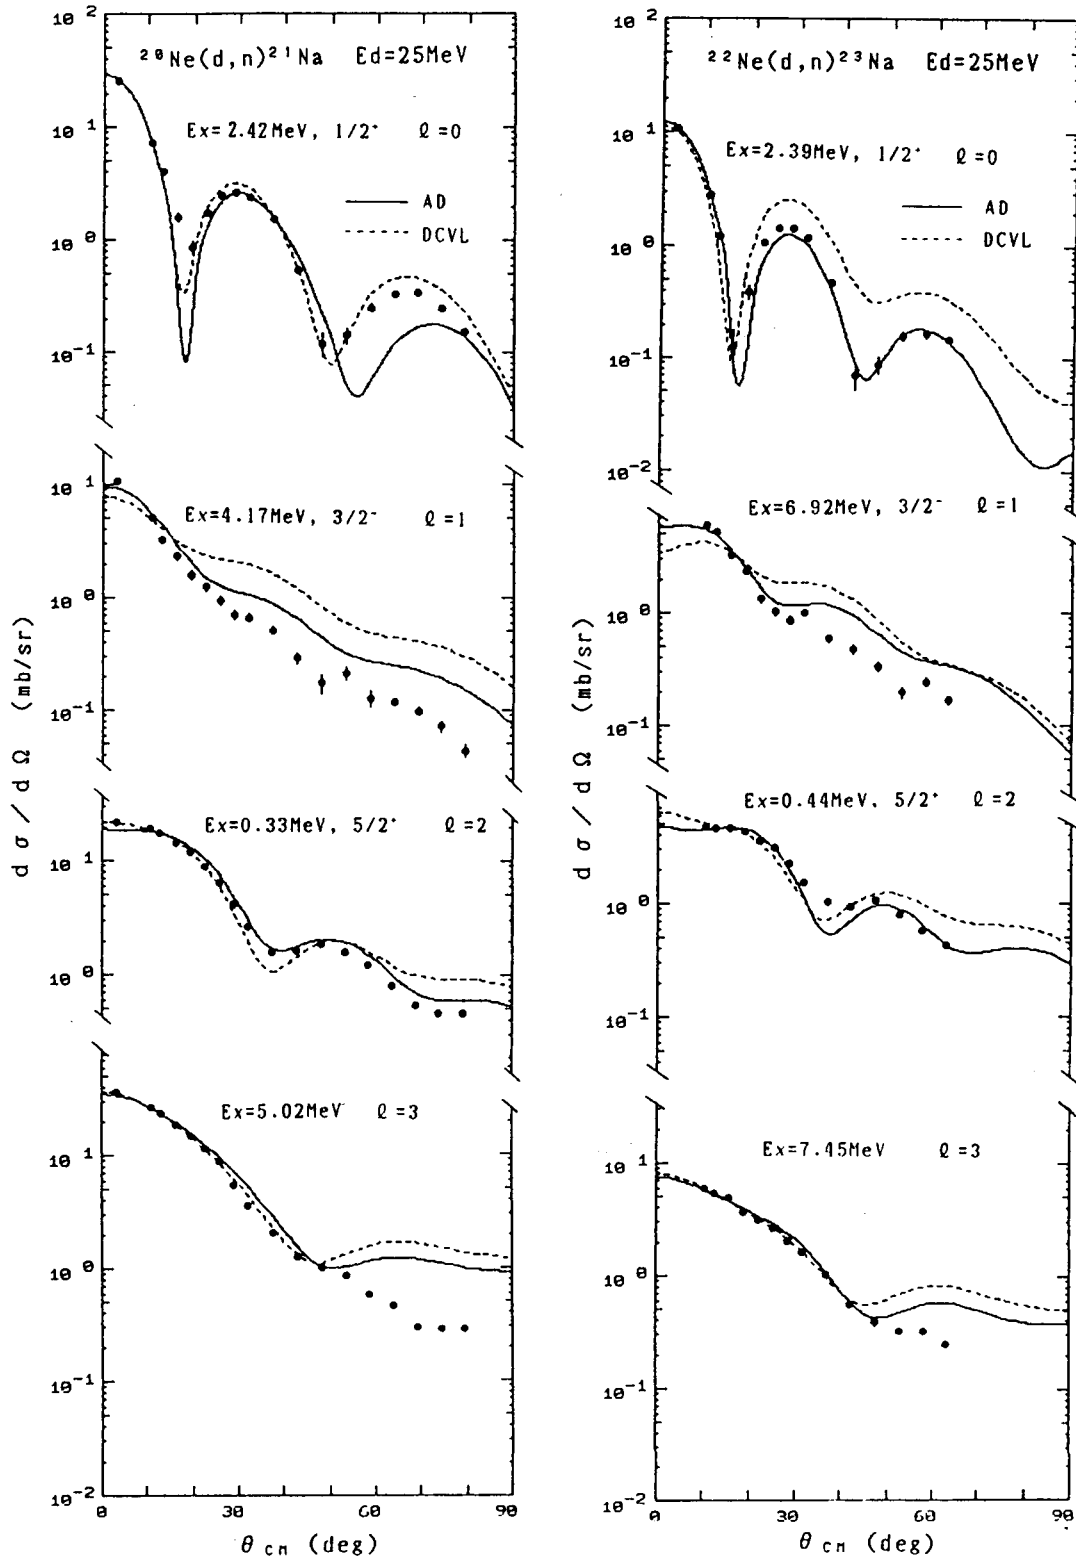 10 2
²⁰Ne(d,n)²¹Na Ed=25MeV
10 1
Ex=2.42MeV, 1/2⁺ ℓ=0
AD
DCVL
10 0
10⁻¹
10 1
Ex=4.17MeV, 3/2⁻ ℓ=1
10 0
10⁻¹
Ex=0.33MeV, 5/2⁺ ℓ=2
10 1
10 0
Ex=5.02MeV ℓ=3
10 1
10 0
10⁻¹
10⁻²
0 30 60 90
θ CM (deg)
dσ/dΩ (mb/sr)
10 2
²²Ne(d,n)²³Na Ed=25MeV
10 1
Ex=2.39MeV, 1/2⁺ ℓ=0
AD
DCVL
10 0
10⁻¹
10⁻²
Ex=6.92MeV, 3/2⁻ ℓ=1
10 0
10⁻¹
Ex=0.44MeV, 5/2⁺ ℓ=2
10 0
10⁻¹
Ex=7.45MeV ℓ=3
10 1
10 0
10⁻¹
10⁻²
0 30 60 90
θ CM (deg)
dσ/dΩ (mb/sr)